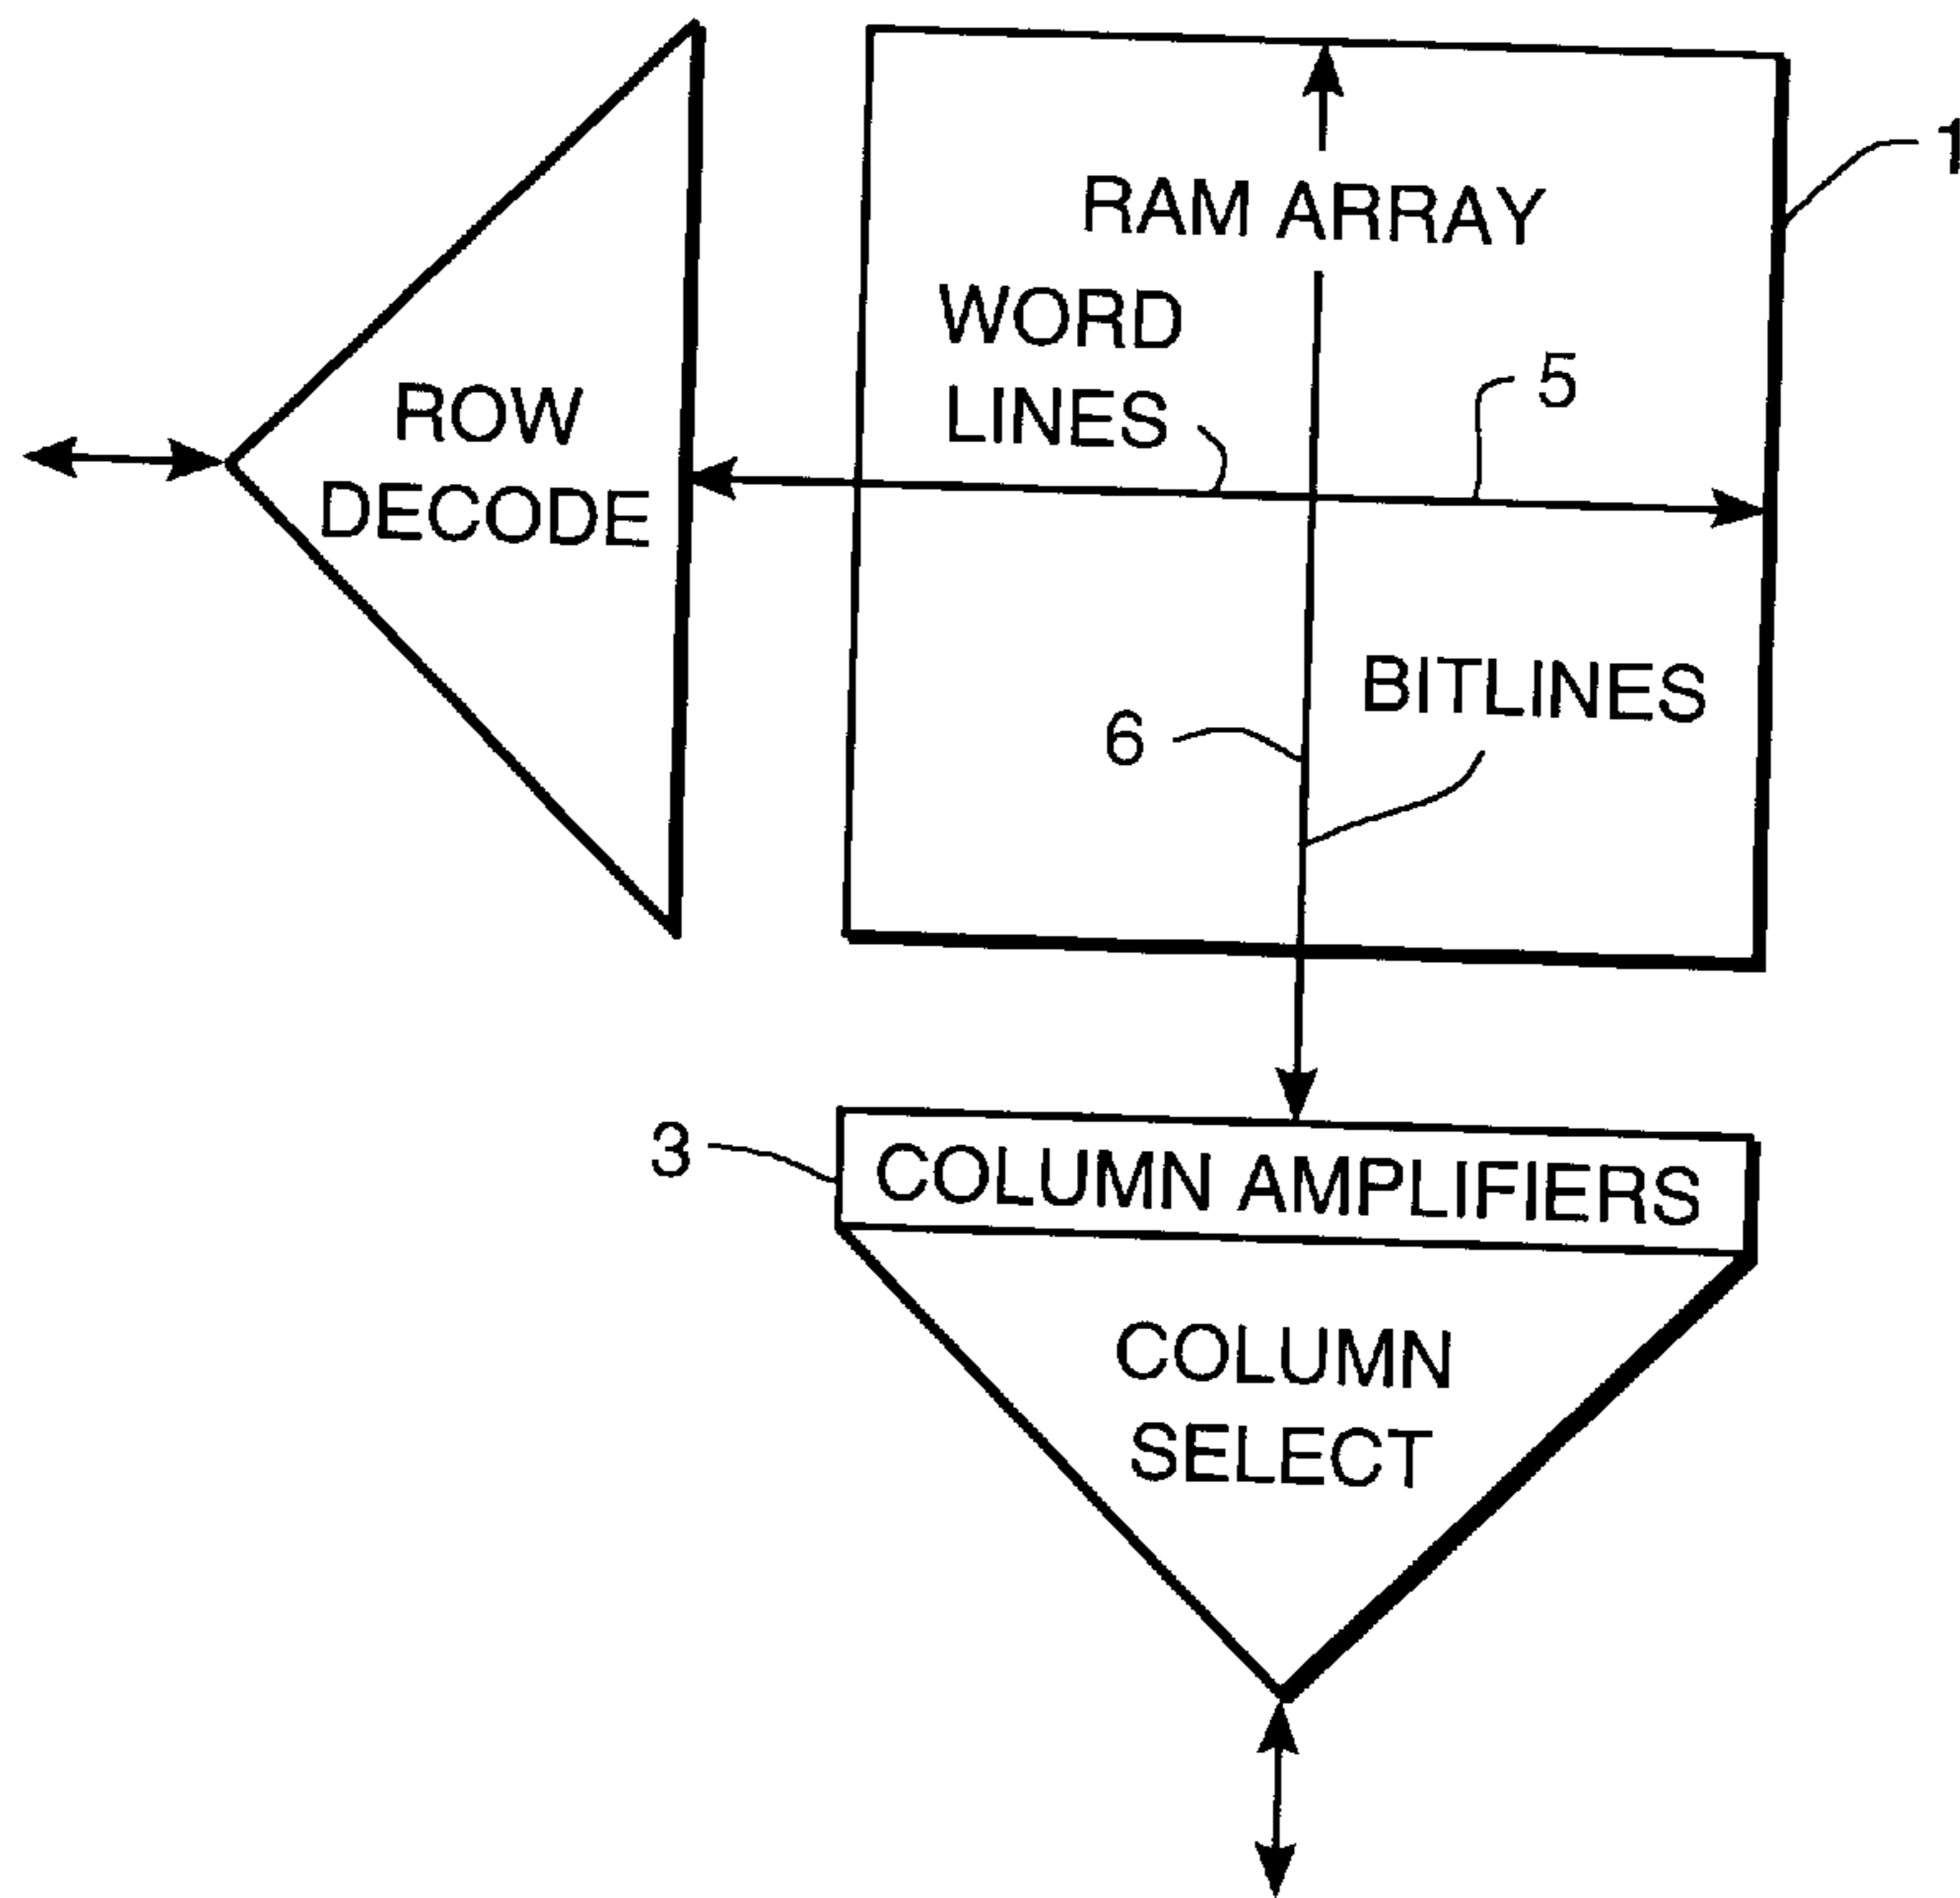 1
RAM ARRAY
WORD
LINES
5
ROW
DECODE
BITLINES
6
3
COLUMN AMPLIFIERS
COLUMN
SELECT